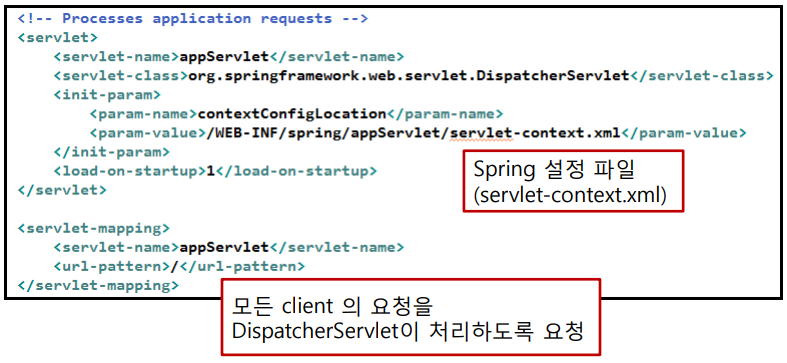 <!-- Processes application requests -->
<servlet>
<servlet-name>appServlet</servlet-name>
<servlet-class>org.springframework.web.servlet.DispatcherServlet</servlet-class>
<init-param>
<param-name>contextConfigLocation</param-name>
<param-value>/WEB-INF/spring/appServlet/servlet-context.xml</param-value>
</init-param>
<load-on-startup>1</load-on-startup>
</servlet>
Spring 설정 파일
(servlet-context.xml)
<servlet-mapping>
<servlet-name>appServlet</servlet-name>
<url-pattern>/</url-pattern>
</servlet-mapping>
모든 client 의 요청을
DispatcherServlet이 처리하도록 요청